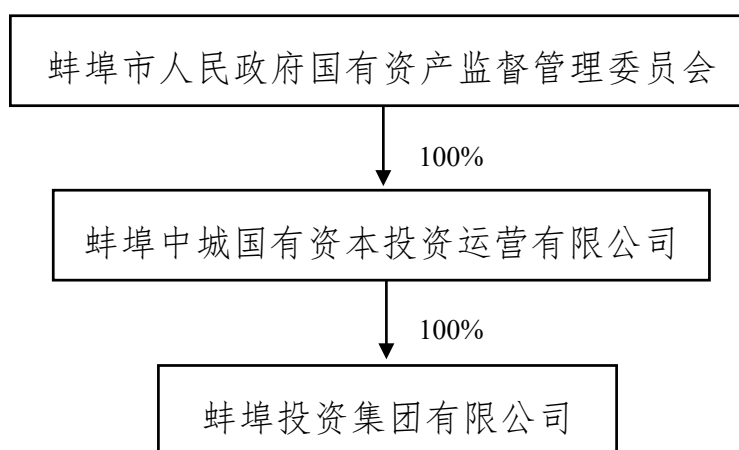 蚌埠市人民政府国有资产监督管理委员会
100%
蚌埠中城国有资本投资运营有限公司
100%
蚌埠投资集团有限公司